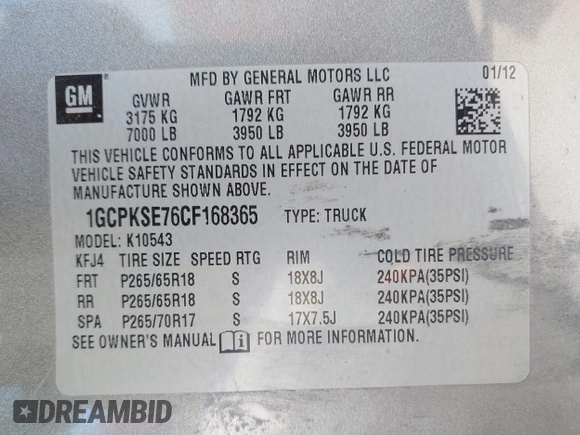 MFD BY GENERAL MOTORS LLC 01/12
GM
GVWR GAWR FRT GAWR RR
3175 KG 1792 KG 1792 KG
7000 LB 3950 LB 3950 LB
THIS VEHICLE CONFORMS TO ALL APPLICABLE U.S. FEDERAL MOTOR
VEHICLE SAFETY STANDARDS IN EFFECT ON THE DATE OF
MANUFACTURE SHOWN ABOVE.
1GCPKSE76CF168365 TYPE: TRUCK
MODEL: K10543
KFJ4 TIRE SIZE SPEED RTG RIM COLD TIRE PRESSURE
FRT P265/65R18 S 18X8J 240KPA(35PSI)
RR P265/65R18 S 18X8J 240KPA(35PSI)
SPA P265/70R17 S 17X7.5J 240KPA(35PSI)
SEE OWNER'S MANUAL FOR MORE INFORMATION.
DREAMBID